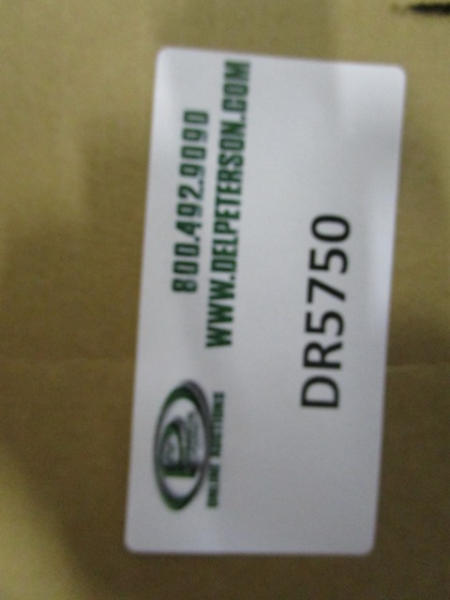 800.492.9090
WWW.DELPETERSON.COM
ONLINE AUCTIONS
DR5750